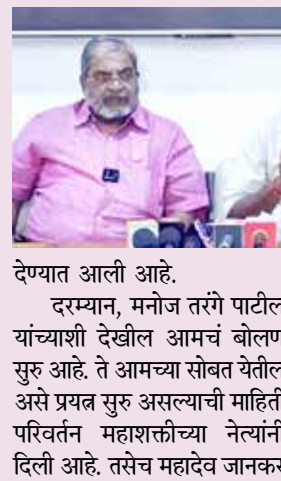 देण्यात आली आहे.
दरम्यान, मनोज तरंगे पाटील
यांच्याशी देखील आमचं बोलण
सुरु आहे. ते आमच्या सोबत येतील
असे प्रयत्न सुरु असल्याची माहिती
परिवर्तन महाशक्तीच्या नेत्यांनी
दिली आहे. तसेच महादेव जानकर